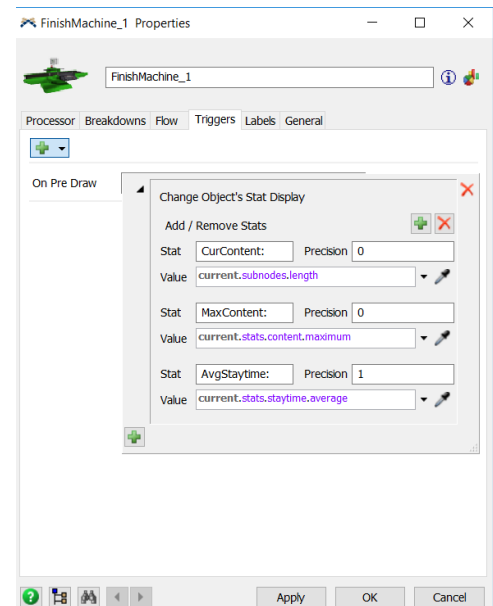 FinishMachine_1 Properties
FinishMachine_1
Processor Breakdowns Flow Triggers Labels General
On Pre Draw
Change Object's Stat Display
Add / Remove Stats
Stat CurContent: Precision 0
Value current.subnodes.length
Stat MaxContent: Precision 0
Value current.stats.content.maximum
Stat AvgStaytime: Precision 1
Value current.stats.staytime.average
Apply OK Cancel